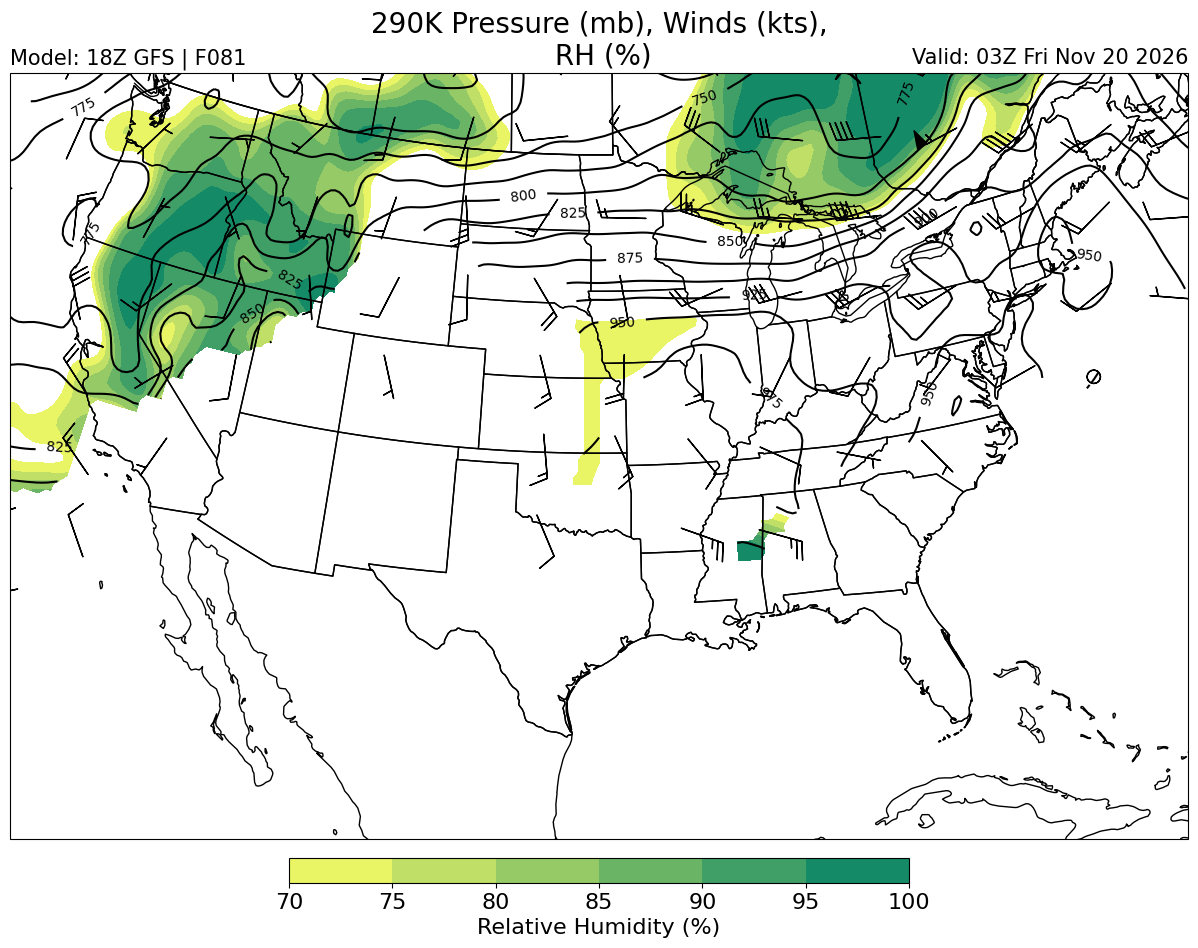 290K Pressure (mb), Winds (kts),
RH (%)
Model: 18Z GFS | F081
Valid: 03Z Fri Nov 20 2026
775
750
775
800
825
775
850
875
825
850
950
950
825
950
70 75 80 85 90 95 100
Relative Humidity (%)